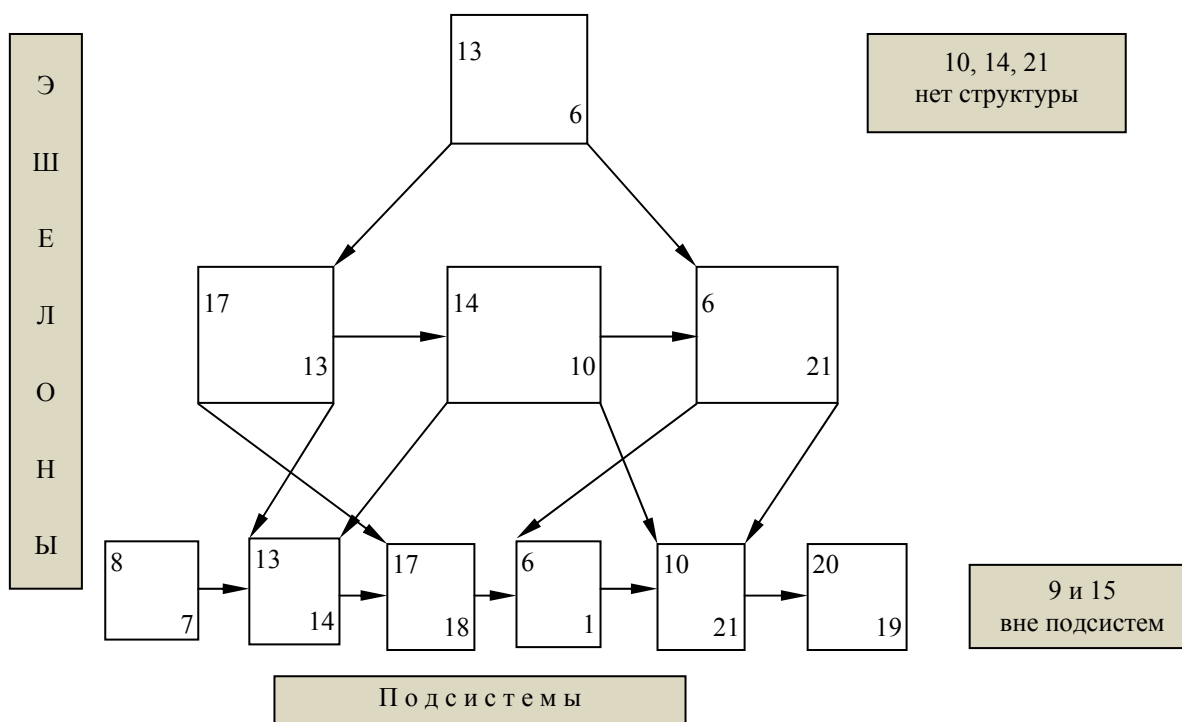 Э
Ш
Е
Л
О
Н
Ы
13
6
10, 14, 21
нет структуры
17
13
14
10
6
21
8
7
13
14
17
18
6
1
10
21
20
19
9 и 15
вне подсистем
П о д с и с т е м ы